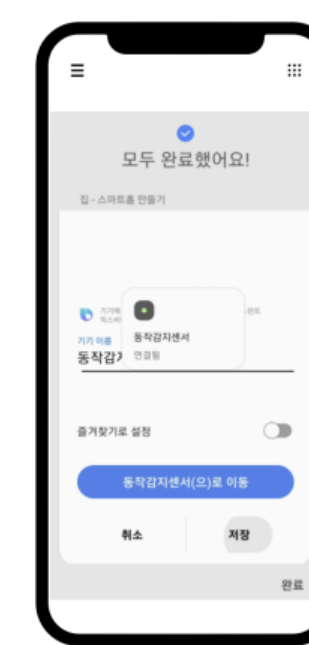 모두 완료했어요!
집 - 스마트홈 만들기
동작감지센서
연결됨
기기 이름
동작감지
즐겨찾기로 설정
동작감지센서(으)로 이동
취소
저장
완료